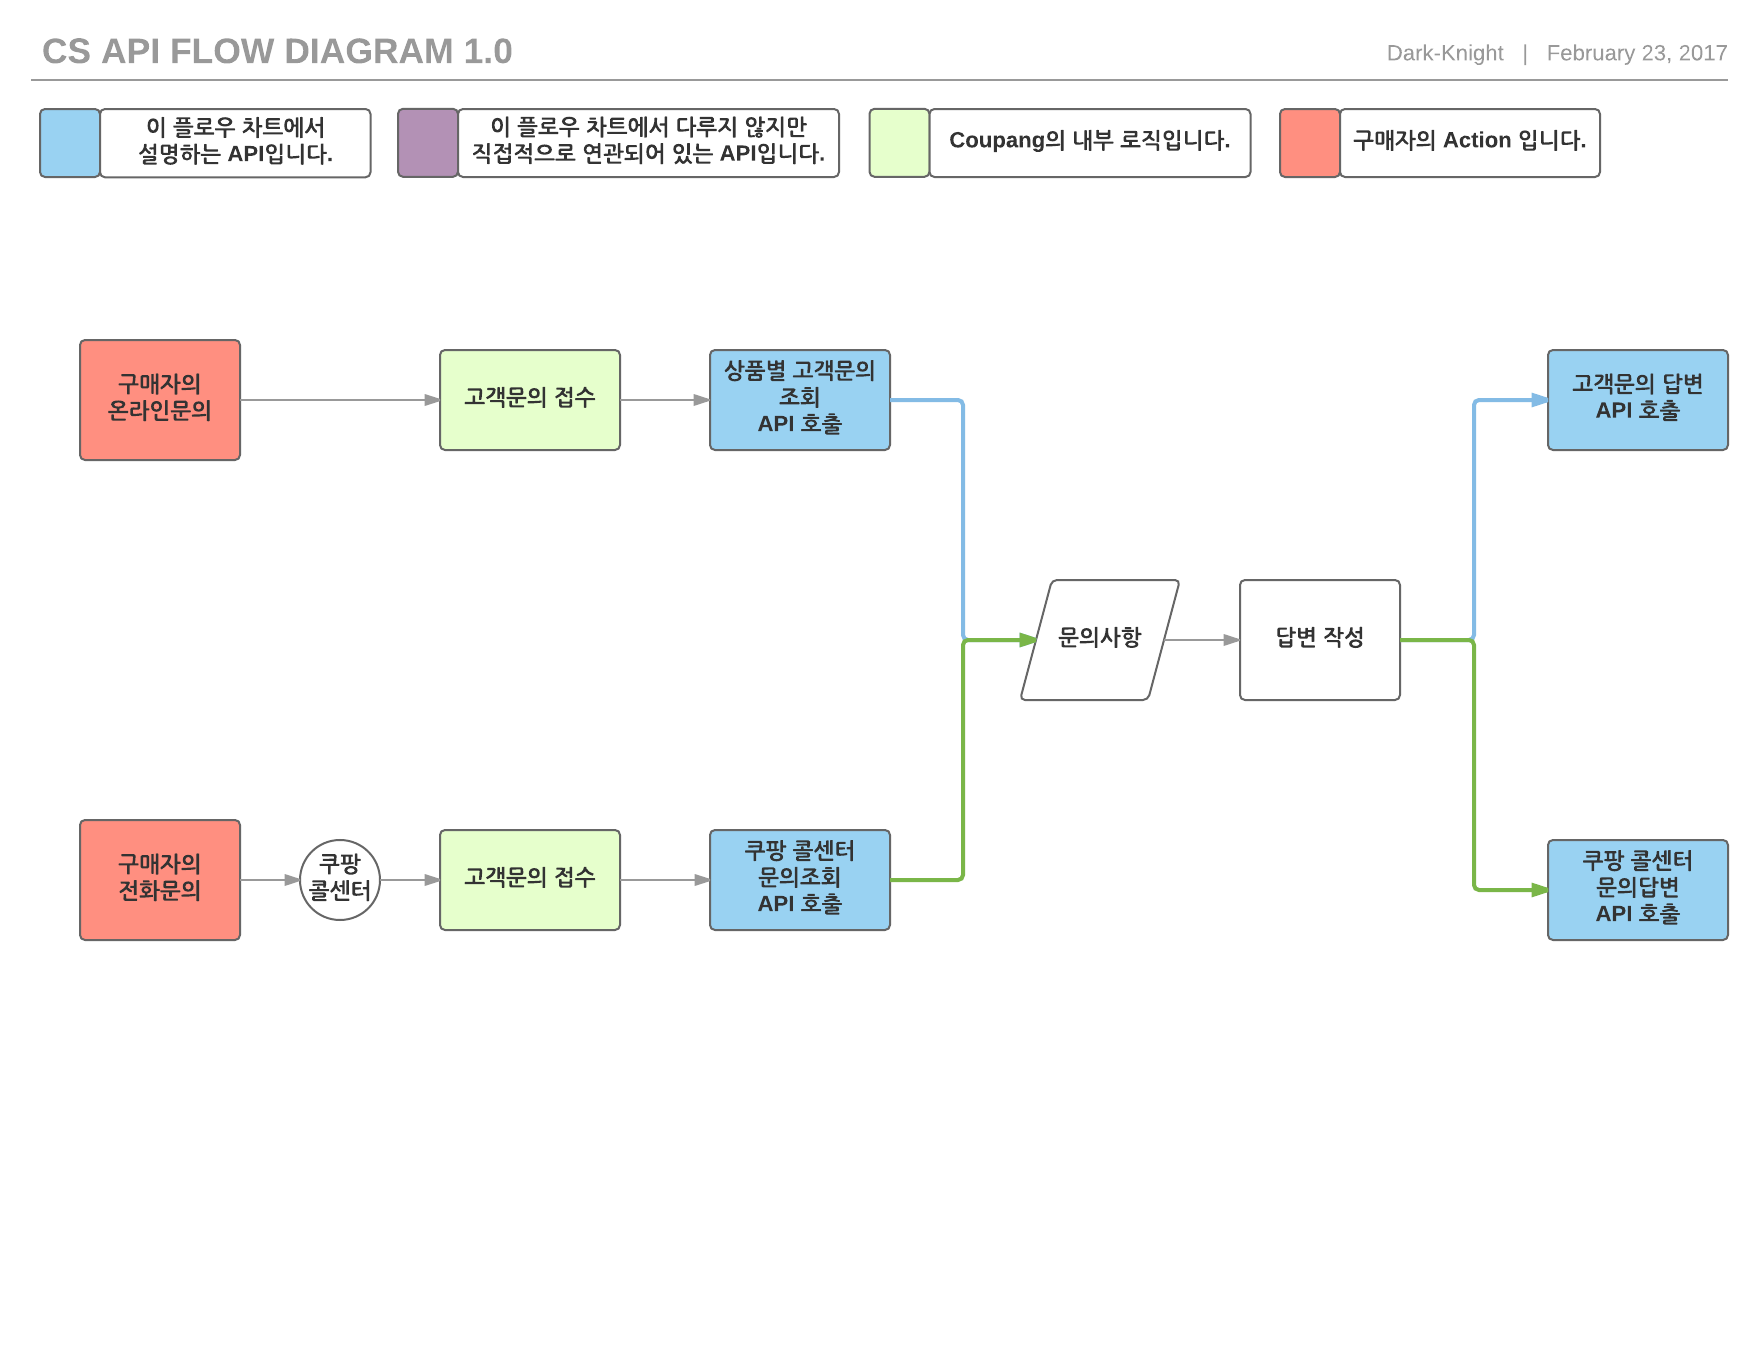 CS API FLOW DIAGRAM 1.0
Dark-Knight | February 23, 2017
이 플로우 차트에서
설명하는 API입니다.
이 플로우 차트에서 다루지 않지만
직접적으로 연관되어 있는 API입니다.
Coupang의 내부 로직입니다.
구매자의 Action 입니다.
구매자의
온라인문의
고객문의 접수
상품별 고객문의
조회
API 호출
고객문의 답변
API 호출
문의사항
답변 작성
구매자의
전화문의
쿠팡
콜센터
고객문의 접수
쿠팡 콜센터
문의조회
API 호출
쿠팡 콜센터
문의답변
API 호출